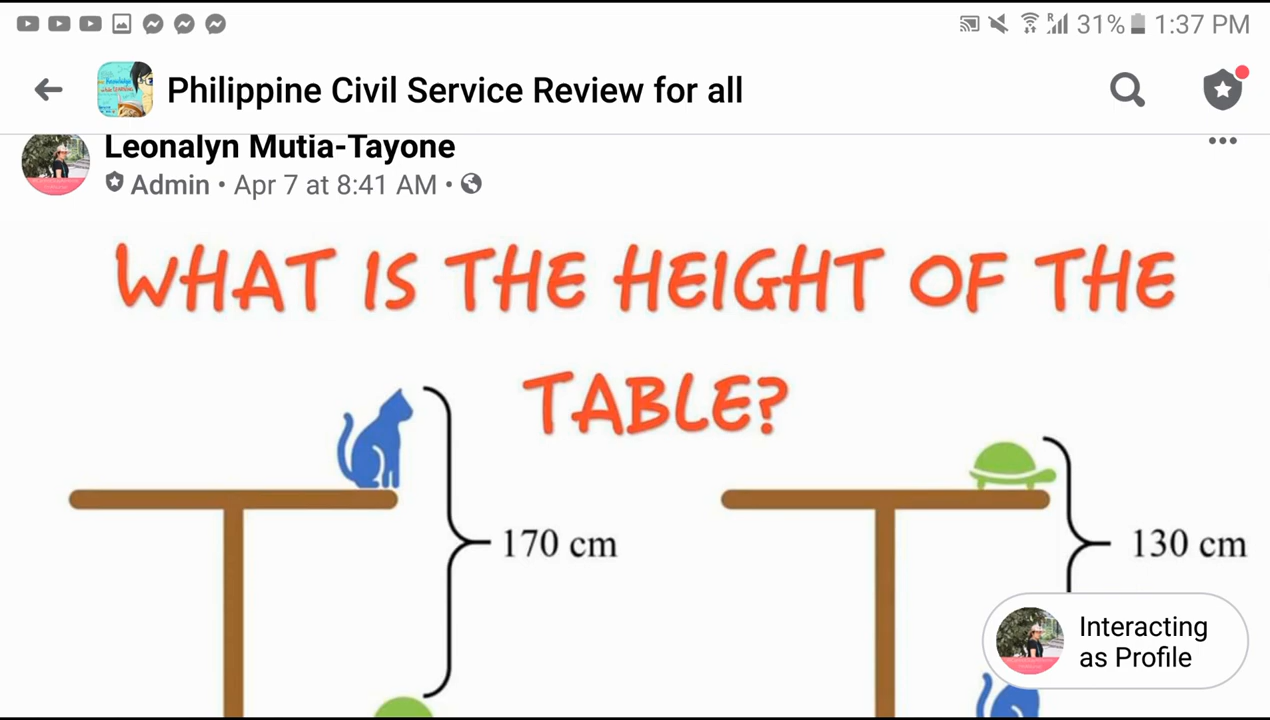 R 31% 1:37 PM
Philippine Civil Service Review for all
Leonalyn Mutia-Tayone
Admin • Apr 7 at 8:41 AM •
WHAT IS THE HEIGHT OF THE
TABLE?
170 cm
130 cm
Interacting
as Profile